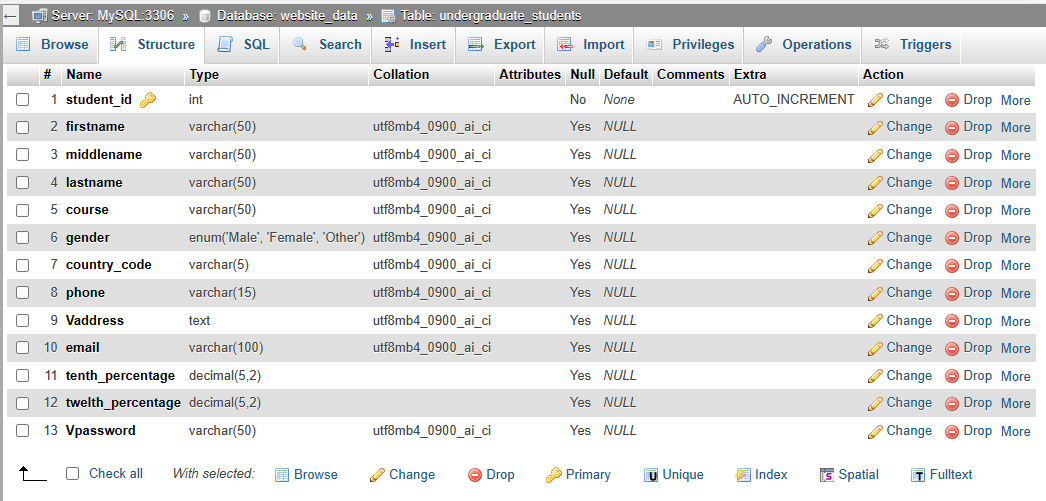 Server: MySQL:3306 » Database: website_data » Table: undergraduate_students
Browse Structure SQL Search Insert Export Import Privileges Operations Triggers
# Name Type Collation Attributes Null Default Comments Extra Action
1 student_id int No None AUTO_INCREMENT Change Drop More
2 firstname varchar(50) utf8mb4_0900_ai_ci Yes NULL Change Drop More
3 middlename varchar(50) utf8mb4_0900_ai_ci Yes NULL Change Drop More
4 lastname varchar(50) utf8mb4_0900_ai_ci Yes NULL Change Drop More
5 course varchar(50) utf8mb4_0900_ai_ci Yes NULL Change Drop More
6 gender enum('Male', 'Female', 'Other') utf8mb4_0900_ai_ci Yes NULL Change Drop More
7 country_code varchar(5) utf8mb4_0900_ai_ci Yes NULL Change Drop More
8 phone varchar(15) utf8mb4_0900_ai_ci Yes NULL Change Drop More
9 Vaddress text utf8mb4_0900_ai_ci Yes NULL Change Drop More
10 email varchar(100) utf8mb4_0900_ai_ci Yes NULL Change Drop More
11 tenth_percentage decimal(5,2) Yes NULL Change Drop More
12 twelth_percentage decimal(5,2) Yes NULL Change Drop More
13 Vpassword varchar(50) utf8mb4_0900_ai_ci Yes NULL Change Drop More
Check all With selected: Browse Change Drop Primary Unique Index Spatial Fulltext